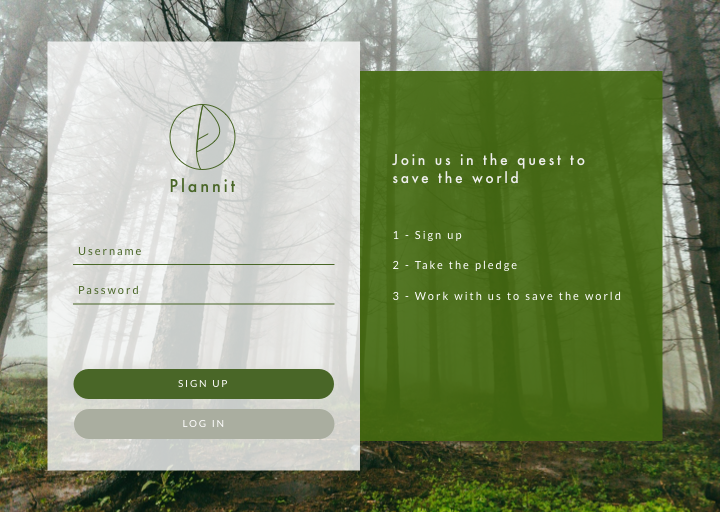 Plannit
Username
Password
SIGN UP
LOG IN
Join us in the quest to
save the world
1 - Sign up
2 - Take the pledge
3 - Work with us to save the world